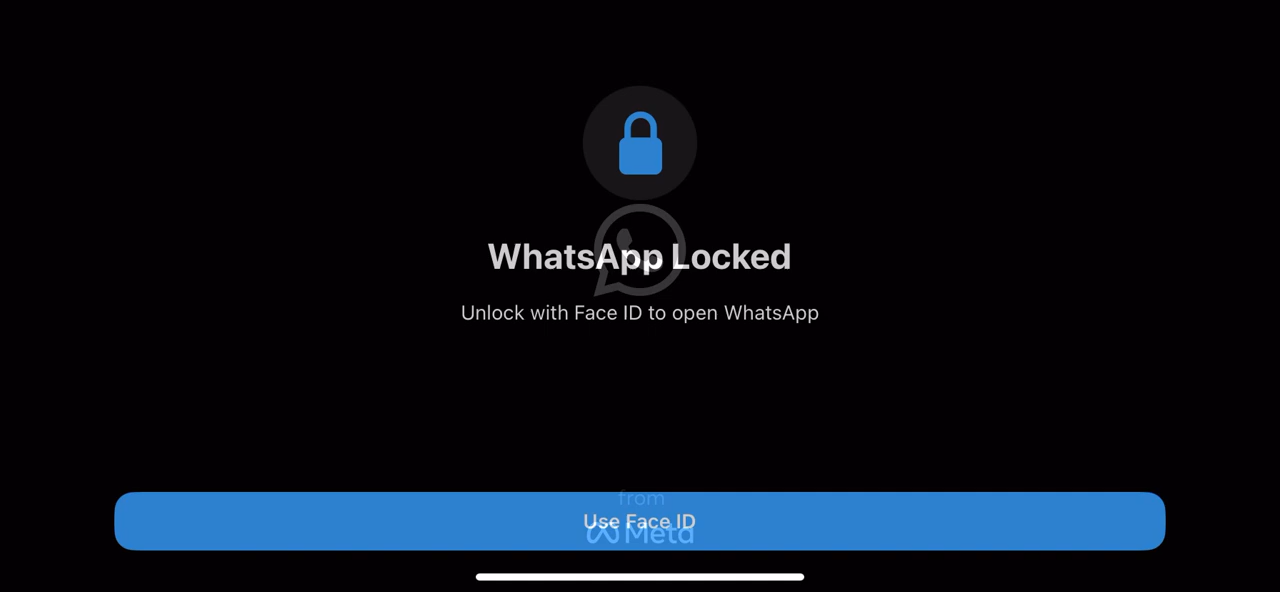 WhatsApp Locked
Unlock with Face ID to open WhatsApp
from
Use Face ID
Meta